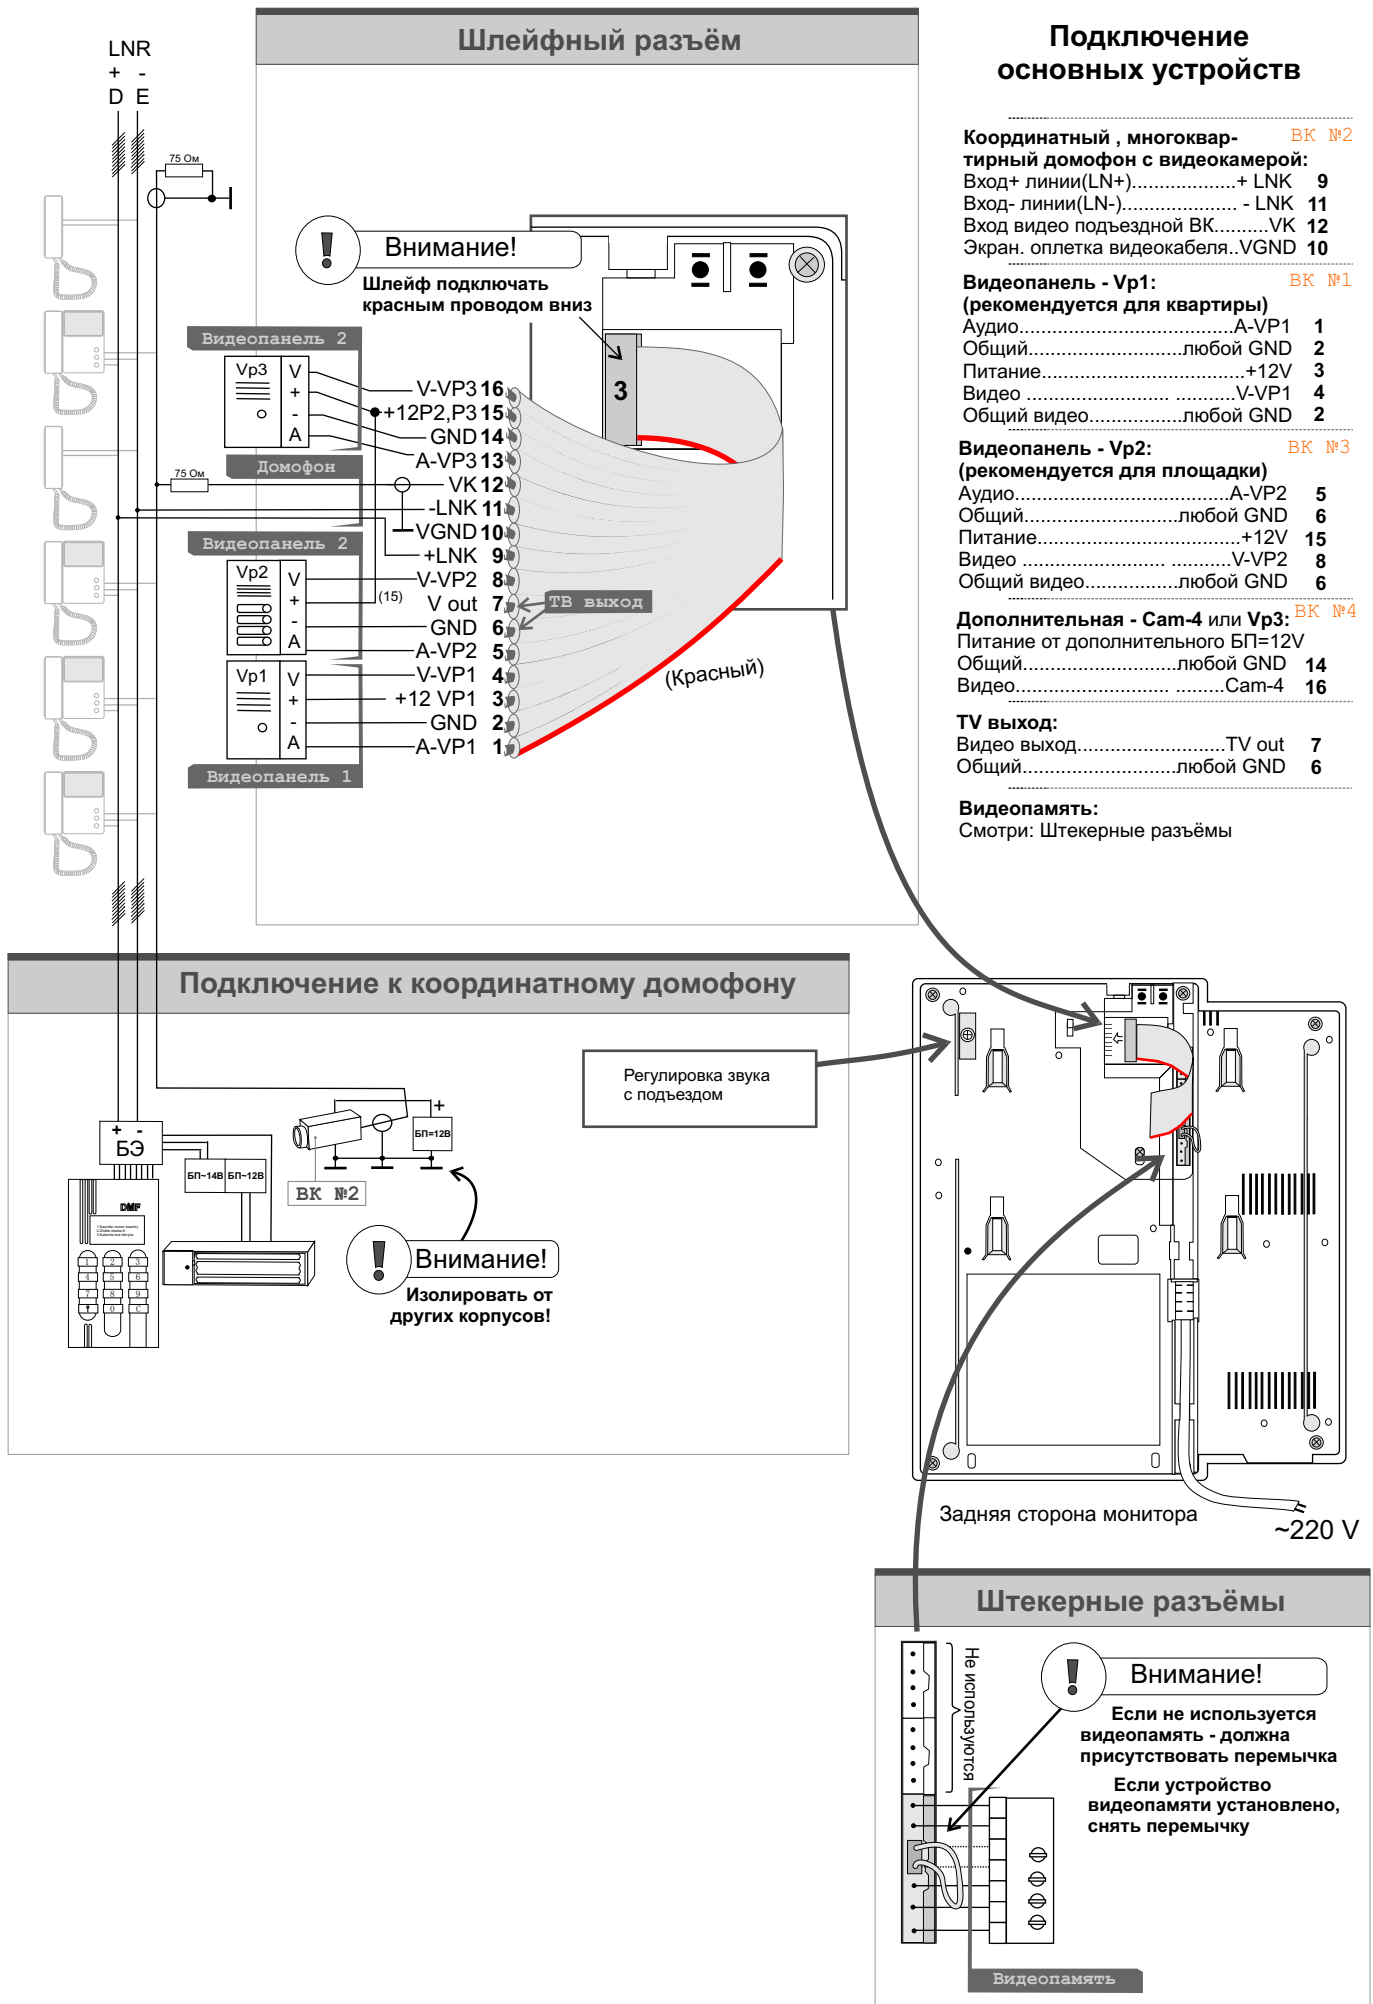 LNR
+ -
D E
75 Ом
Шлейфный разъём
Внимание!
Шлейф подключать
красным проводом вниз
3
Видеопанель 2
Vp3
V
+
-
A
Домофон
75 Ом
Видеопанель 2
Vp2
V
+
-
A
(15)
Vp1
V
+
-
A
Видеопанель 1
V-VP3 16
+12P2,P3 15
GND 14
A-VP3 13
VK 12
-LNK 11
VGND 10
+LNK 9
V-VP2 8
V out 7
GND 6
A-VP2 5
V-VP1 4
+12 VP1 3
GND 2
A-VP1 1
ТВ выход
(Красный)
Подключение
основных устройств
Координатный , многоквар- ВК №2
тирный домофон с видеокамерой:
Вход+ линии(LN+)...................+ LNK 9
Вход- линии(LN-)..................... - LNK 11
Вход видео подъездной ВК..........VK 12
Экран. оплетка видеокабеля..VGND 10
Видеопанель - Vp1: ВК №1
(рекомендуется для квартиры)
Аудио.......................................A-VP1 1
Общий............................любой GND 2
Питание.....................................+12V 3
Видео .......................... ...........V-VP1 4
Общий видео..................любой GND 2
Видеопанель - Vp2: ВК №3
(рекомендуется для площадки)
Аудио.......................................A-VP2 5
Общий............................любой GND 6
Питание.....................................+12V 15
Видео .......................... ..........V-VP2 8
Общий видео..................любой GND 6
Дополнительная - Cam-4 или Vp3: ВК №4
Питание от дополнительного БП=12V
Общий............................любой GND 14
Видео............................ .........Cam-4 16
TV выход:
Видео выход...........................TV out 7
Общий............................любой GND 6
Видеопамять:
Смотри: Штекерные разъёмы
Подключение к координатному домофону
Регулировка звука
с подъездом
+ -
БЭ
БП~14В
БП~12В
DMF
1 2 3
4 5 6
7 8 9
0 C
+
БП=12В
ВК №2
Внимание!
Изолировать от
других корпусов!
Задняя сторона монитора
~220 V
Штекерные разъёмы
Не используются
Внимание!
Если не используется
видеопамять - должна
присутствовать перемычка
Если устройство
видеопамяти установлено,
снять перемычку
Видеопамять